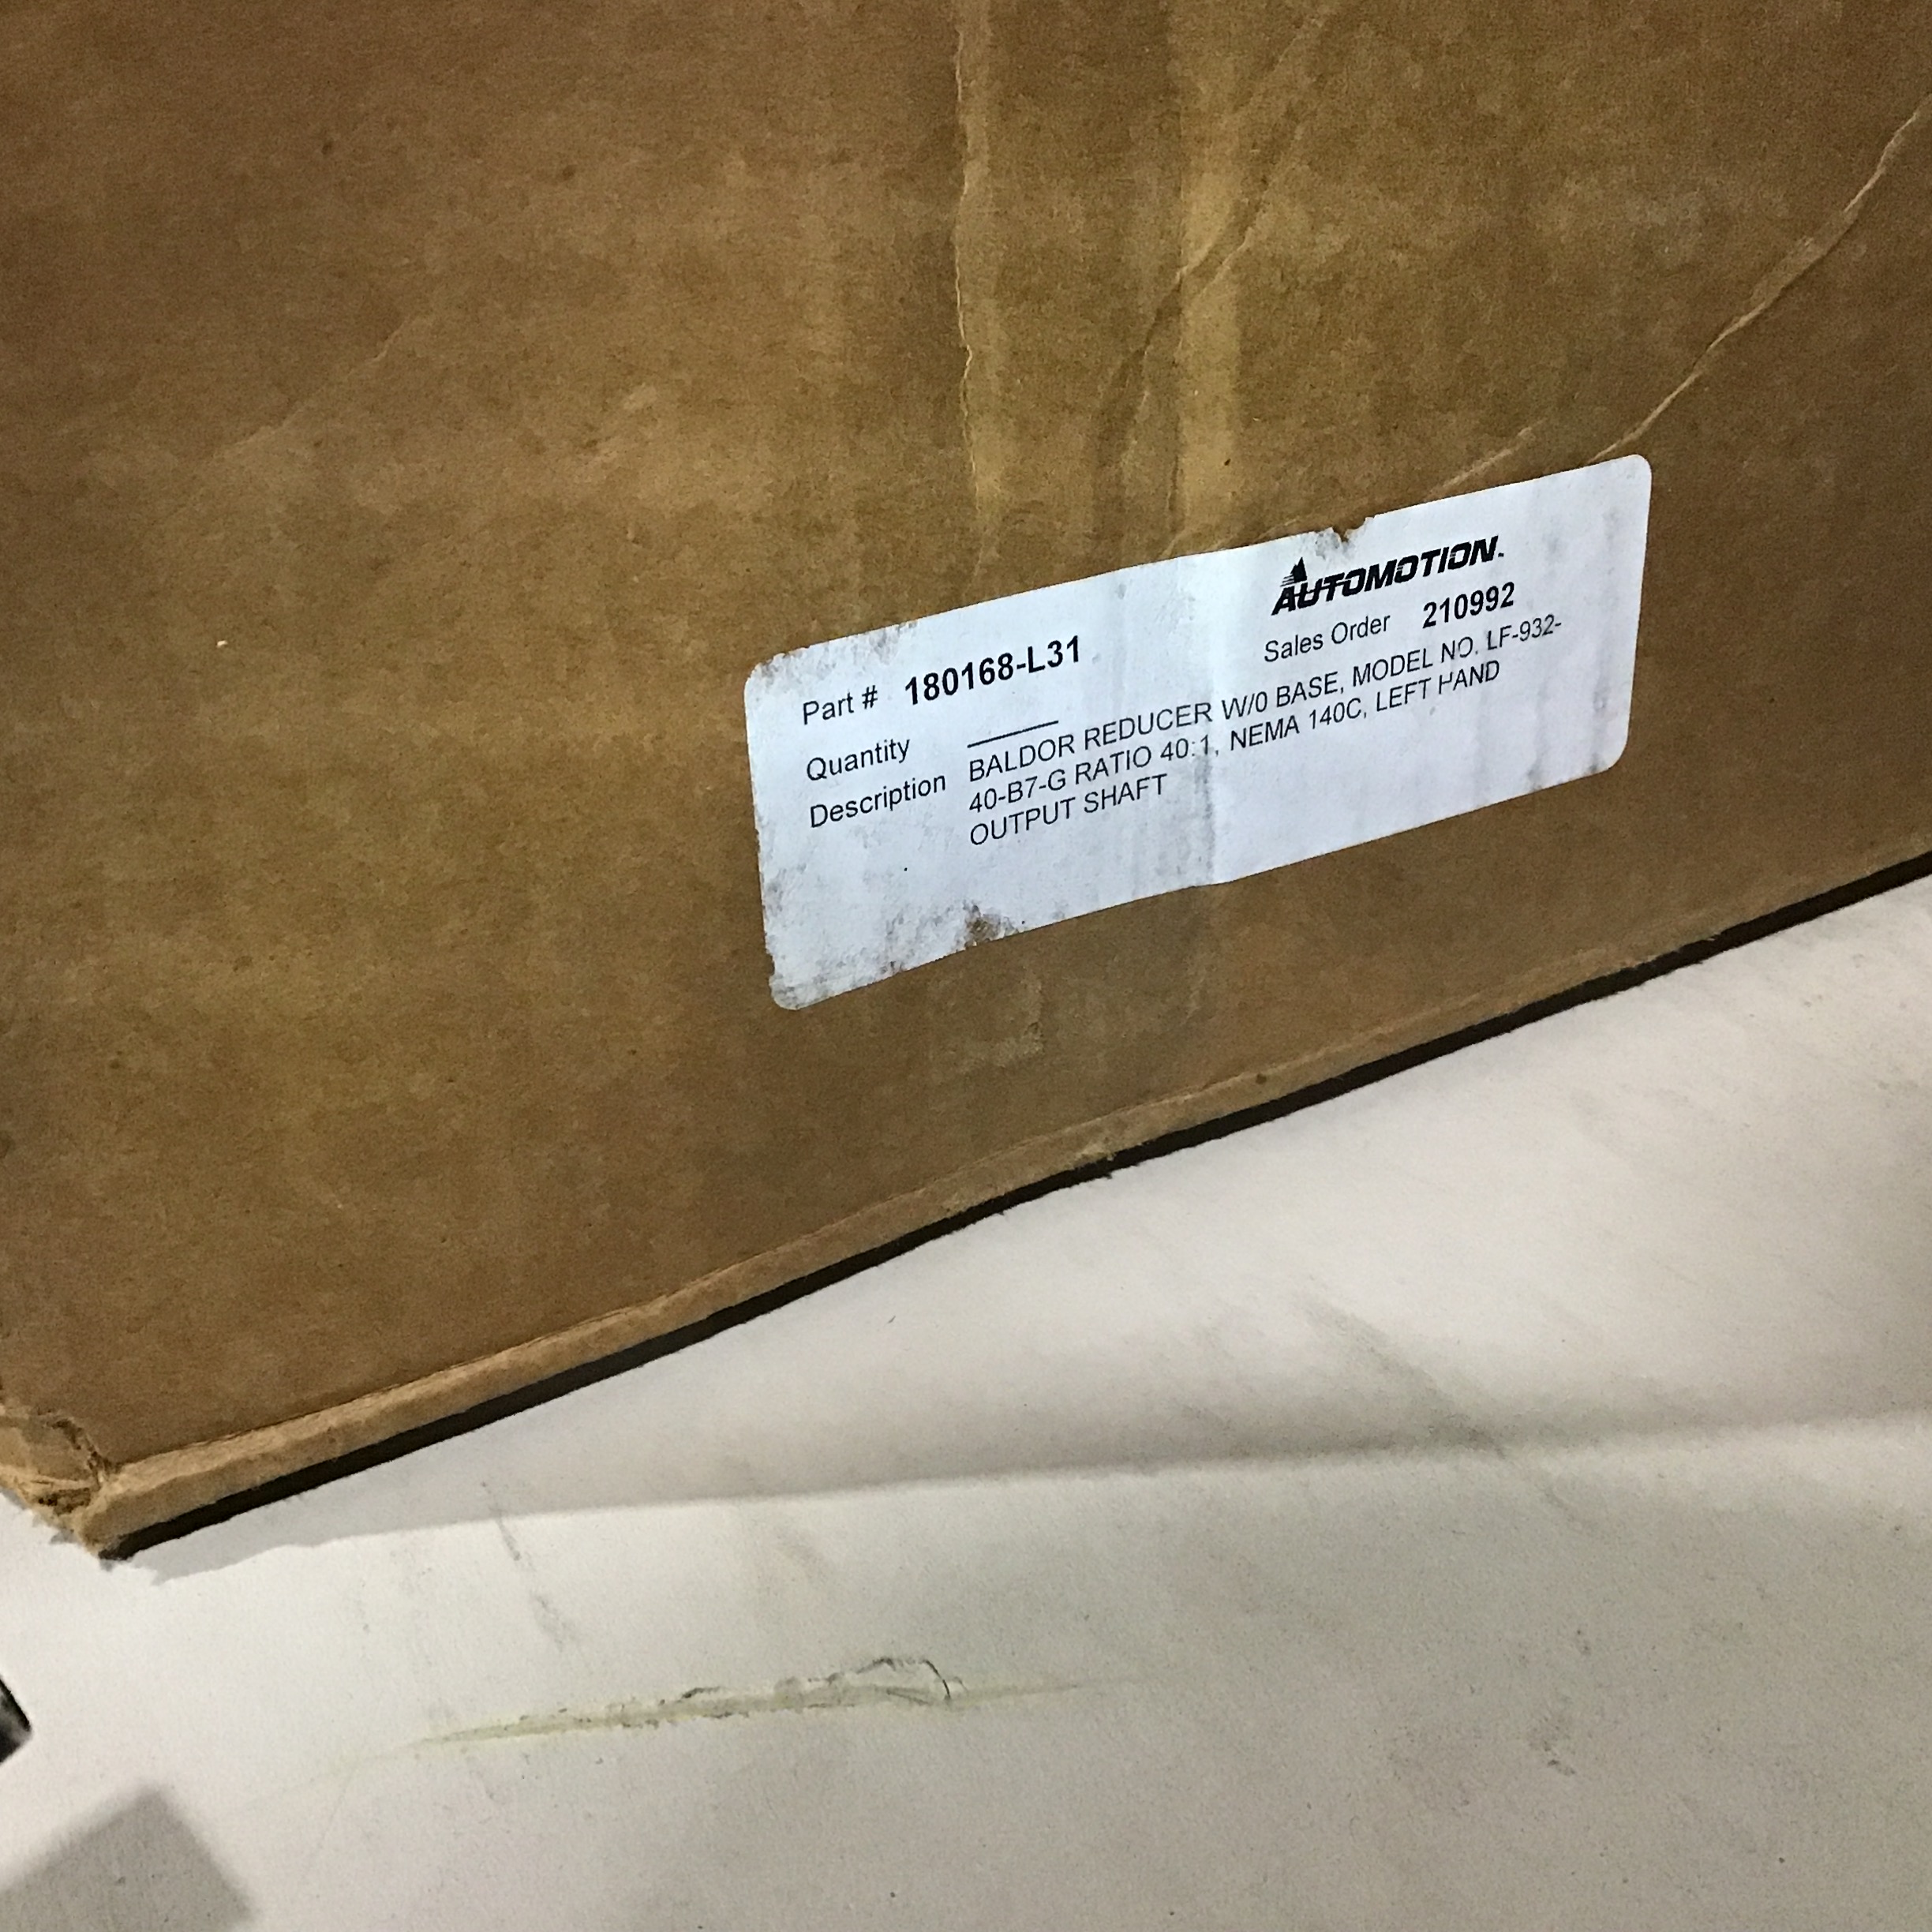 AUTOMOTION
Part # 180168-L31
Sales Order 210992
Quantity
Description BALDOR REDUCER W/0 BASE, MODEL NO. LF-932-
40-B7-G RATIO 40:1, NEMA 140C, LEFT HAND
OUTPUT SHAFT